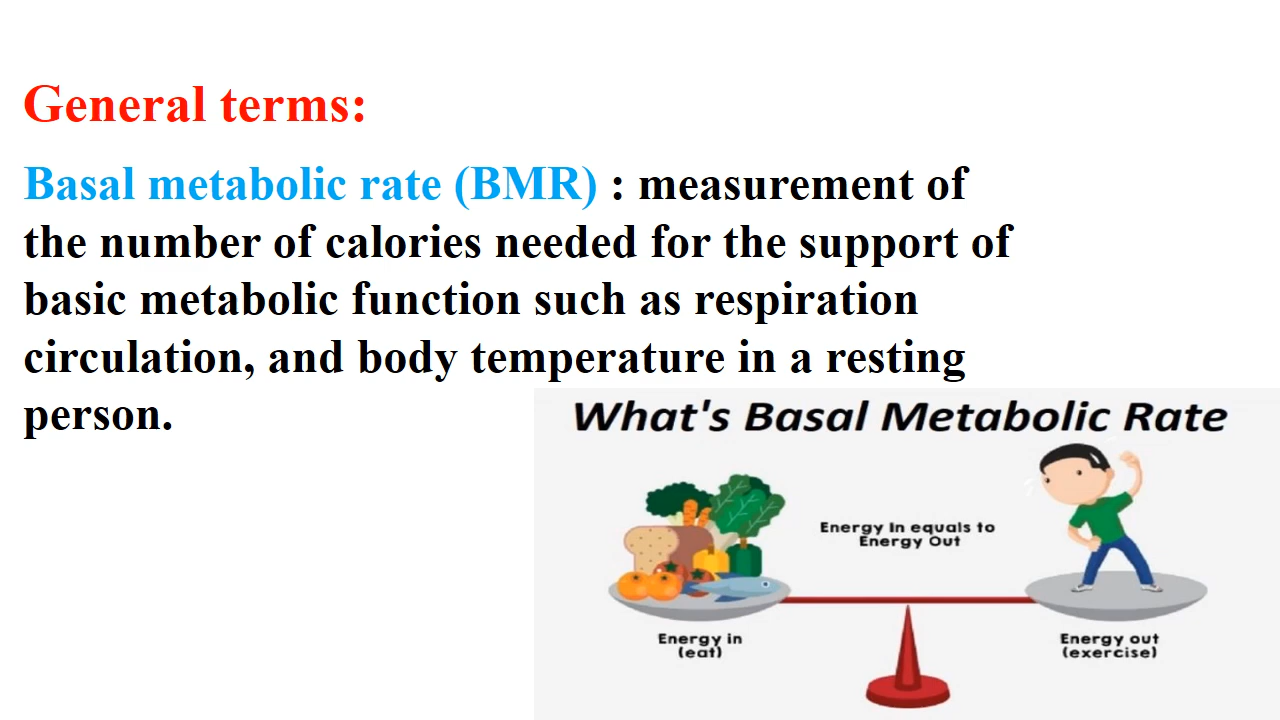 General terms:
Basal metabolic rate (BMR) : measurement of
the number of calories needed for the support of
basic metabolic function such as respiration
circulation, and body temperature in a resting
person.
What's Basal Metabolic Rate
Energy In equals to
Energy Out
Energy in
(eat)
Energy out
(exercise)